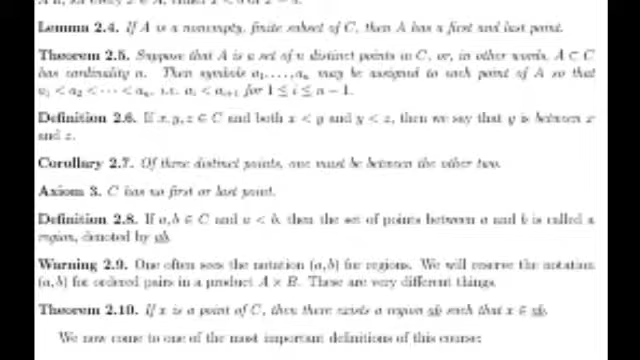 Lemma 2.4. If A is a nonempty, finite subset of C, then A has a first and last point.
Theorem 2.5. Suppose that A is a set of n distinct points in C, or, in other words, A ⊂ C
has cardinality n. Then symbols a₁, . . . , aₙ may be assigned to each point of A so that
a₁ < a₂ < · · · < aₙ, i.e. aᵢ < aᵢ₊₁ for 1 ≤ i ≤ n − 1.
Definition 2.6. If x, y, z ∈ C and both x < y and y < z, then we say that y is between x
and z.
Corollary 2.7. Of three distinct points, one must be between the other two.
Axiom 3. C has no first or last point.
Definition 2.8. If a, b ∈ C and a < b, then the set of points between a and b is called a
region, denoted by ab.
Warning 2.9. One often sees the notation (a, b) for regions. We will reserve the notation
(a, b) for ordered pairs in a product A × B. These are very different things.
Theorem 2.10. If x is a point of C, then there exists a region ab such that x ∈ ab.
We now come to one of the most important definitions of this course: